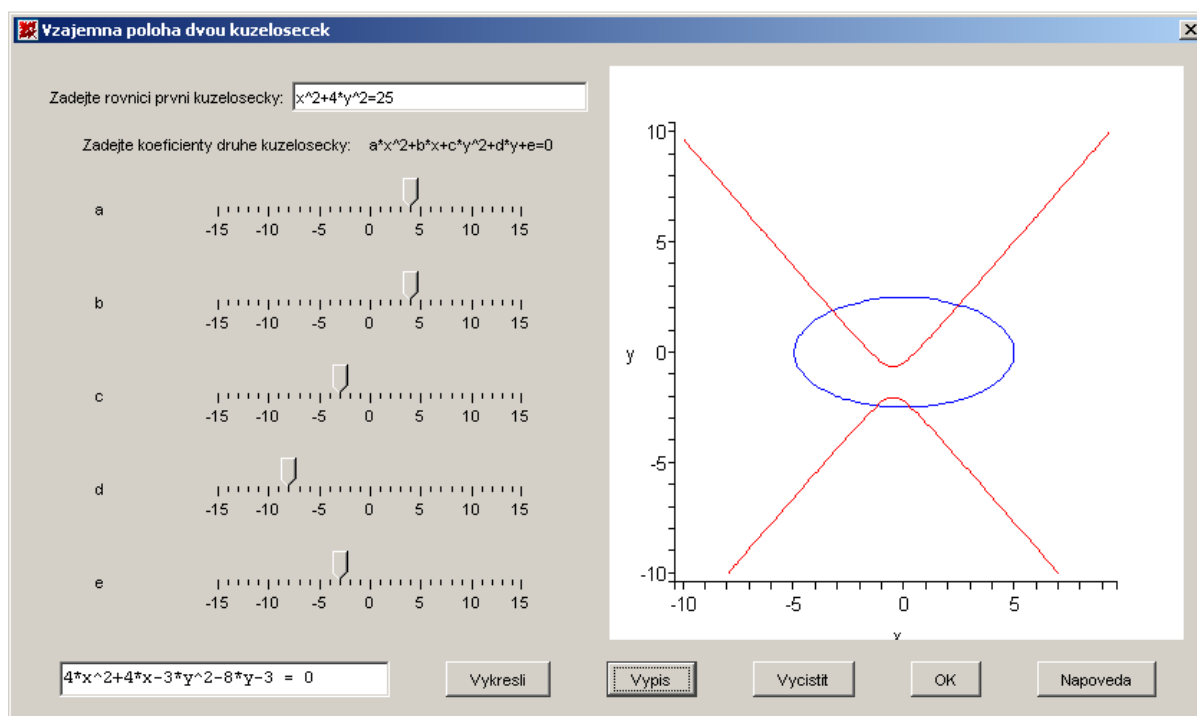 Vzajemna poloha dvou kuzelosecek
Zadejte rovnici prvni kuzelosecky: x^2+4*y^2=25
Zadejte koeficienty druhe kuzelosecky: a*x^2+b*x+c*y^2+d*y+e=0
a
-15 -10 -5 0 5 10 15
b
-15 -10 -5 0 5 10 15
c
-15 -10 -5 0 5 10 15
d
-15 -10 -5 0 5 10 15
e
-15 -10 -5 0 5 10 15
10
5
y 0
-5
-10
-10 -5 0 5
x
4*x^2+4*x-3*y^2-8*y-3 = 0
Vykresli Vypis Vycistit OK Napoveda